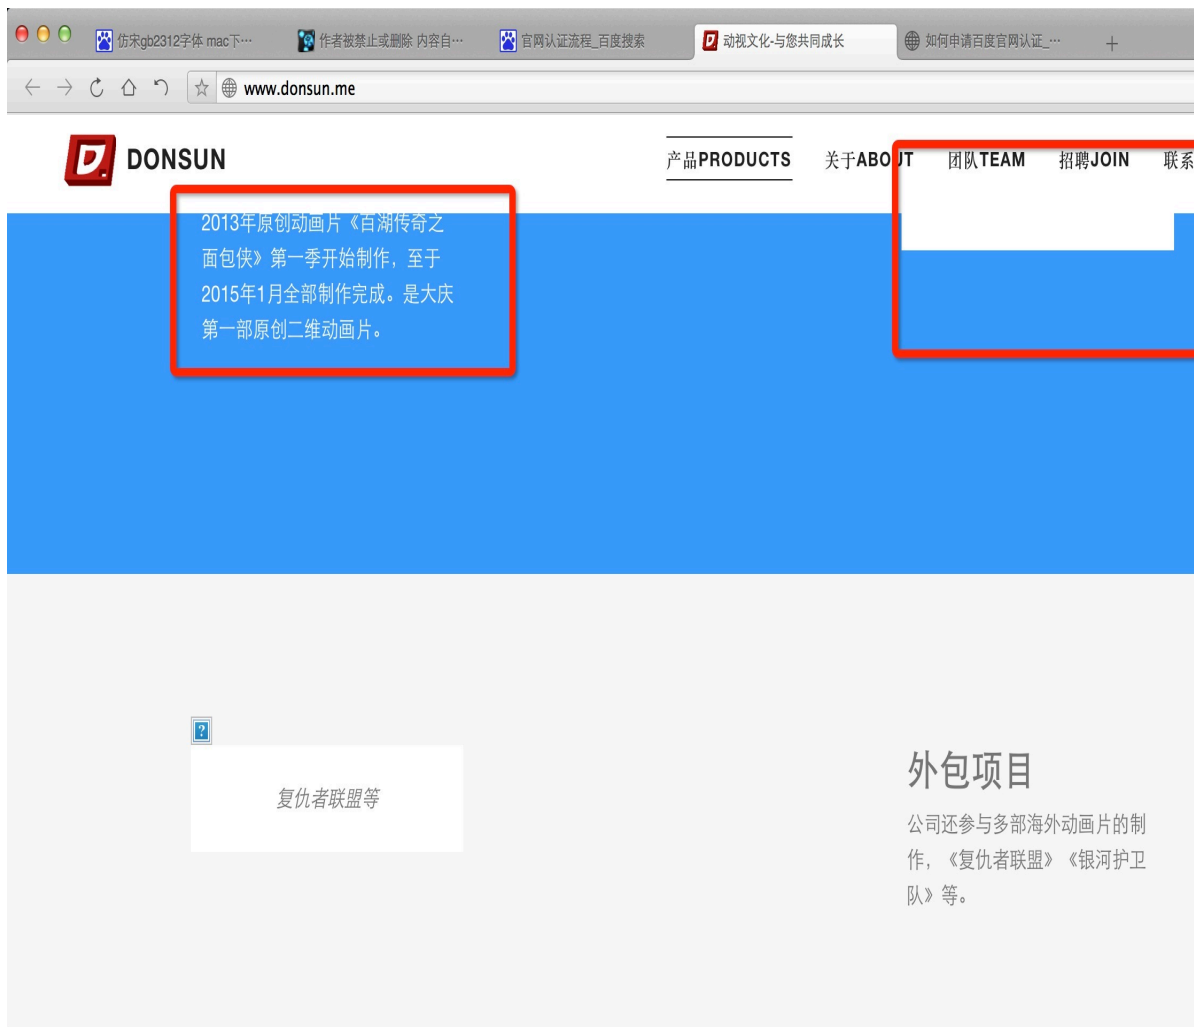 仿宋gb2312字体 mac下…
作者被禁止或删除 内容自…
官网认证流程_百度搜索
动视文化-与您共同成长
如何申请百度官网认证_…
www.donsun.me
DONSUN
产品PRODUCTS
关于ABOUT
团队TEAM
招聘JOIN
联系
2013年原创动画片《百湖传奇之
面包侠》第一季开始制作，至于
2015年1月全部制作完成。是大庆
第一部原创二维动画片。
复仇者联盟等
外包项目
公司还参与多部海外动画片的制
作，《复仇者联盟》《银河护卫
队》等。